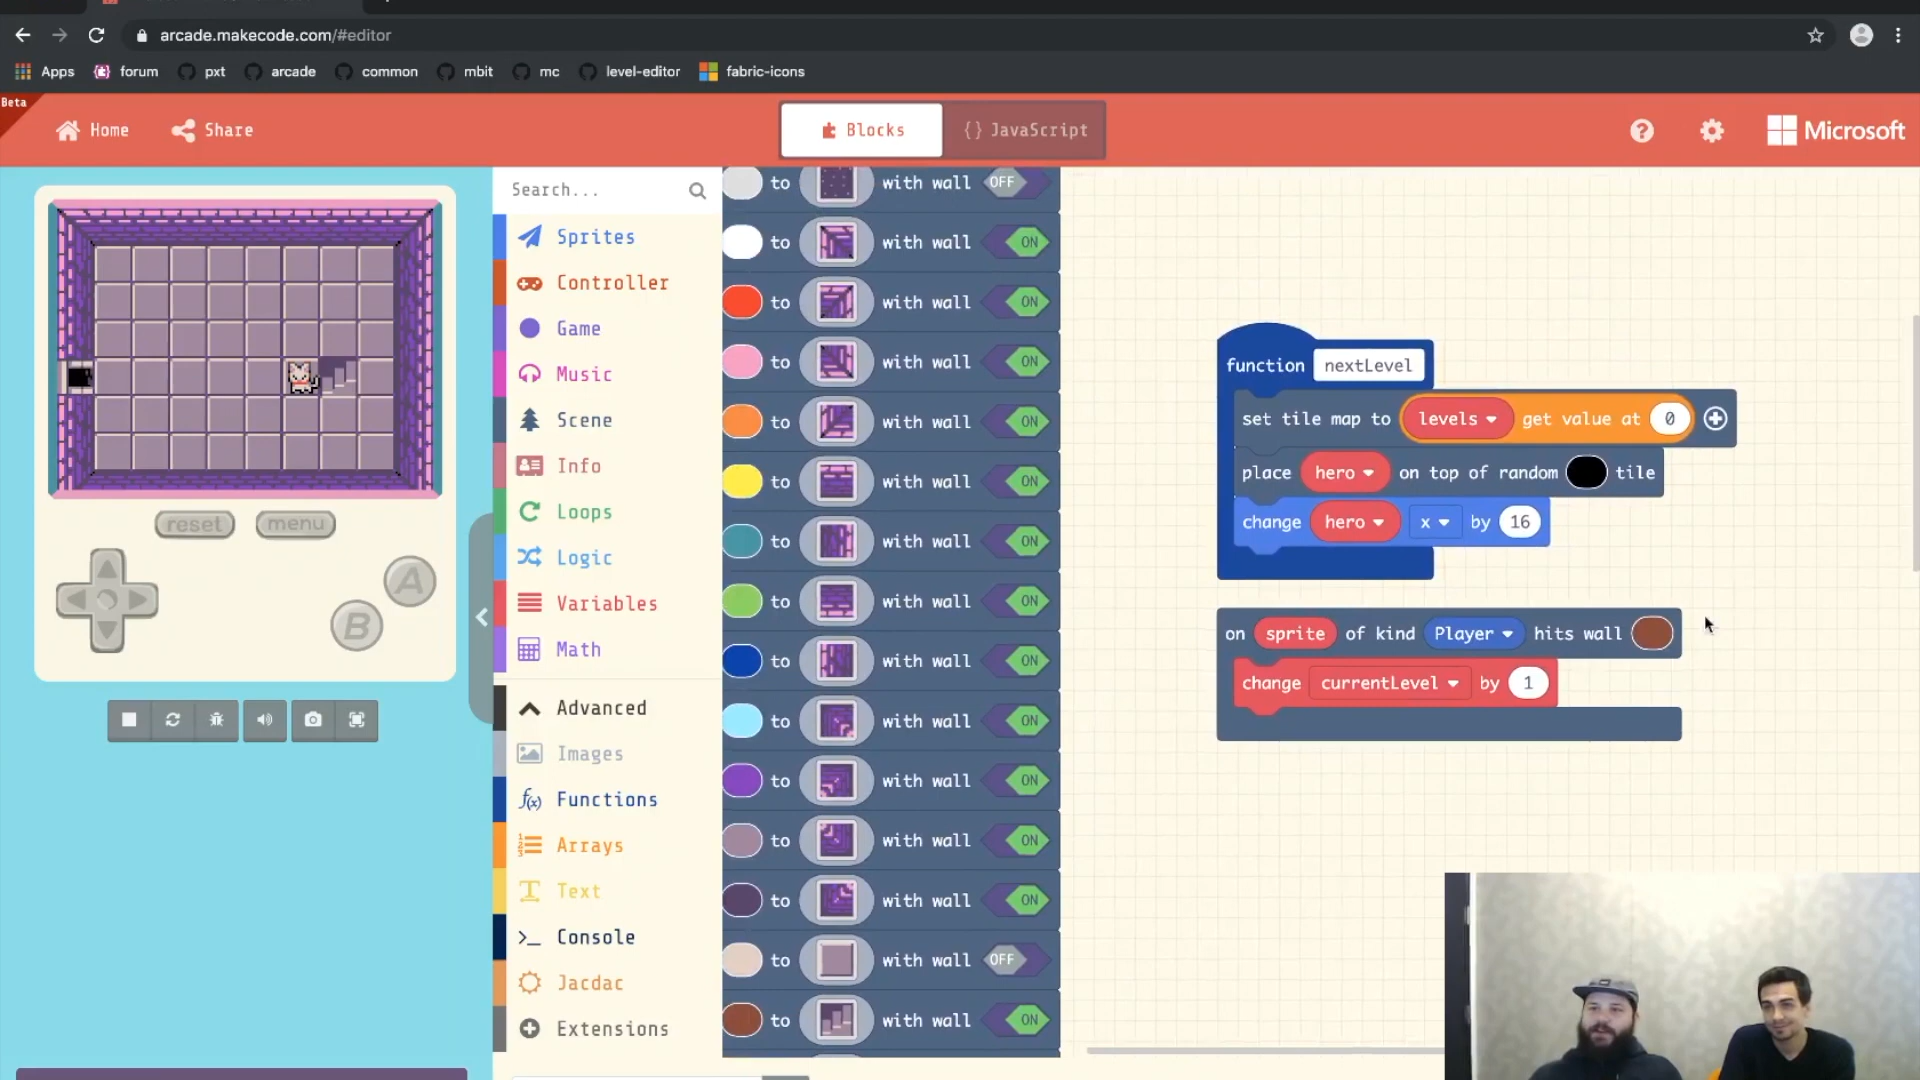 arcade.makecode.com/#editor
Apps forum pxt arcade common mbit mc level-editor fabric-icons
Beta
Home Share Blocks {} JavaScript ? Microsoft
Search...
Sprites
Controller
Game
Music
Scene
Info
Loops
Logic
Variables
Math
Advanced
Images
Functions
Arrays
Text
Console
Jacdac
Extensions
reset menu
A
B
to with wall OFF
to with wall ON
to with wall ON
to with wall ON
to with wall ON
to with wall ON
to with wall ON
to with wall ON
to with wall ON
to with wall ON
to with wall ON
to with wall ON
to with wall ON
to with wall OFF
to with wall ON
function nextLevel
set tile map to levels get value at 0
place hero on top of random tile
change hero x by 16
on sprite of kind Player hits wall
change currentLevel by 1